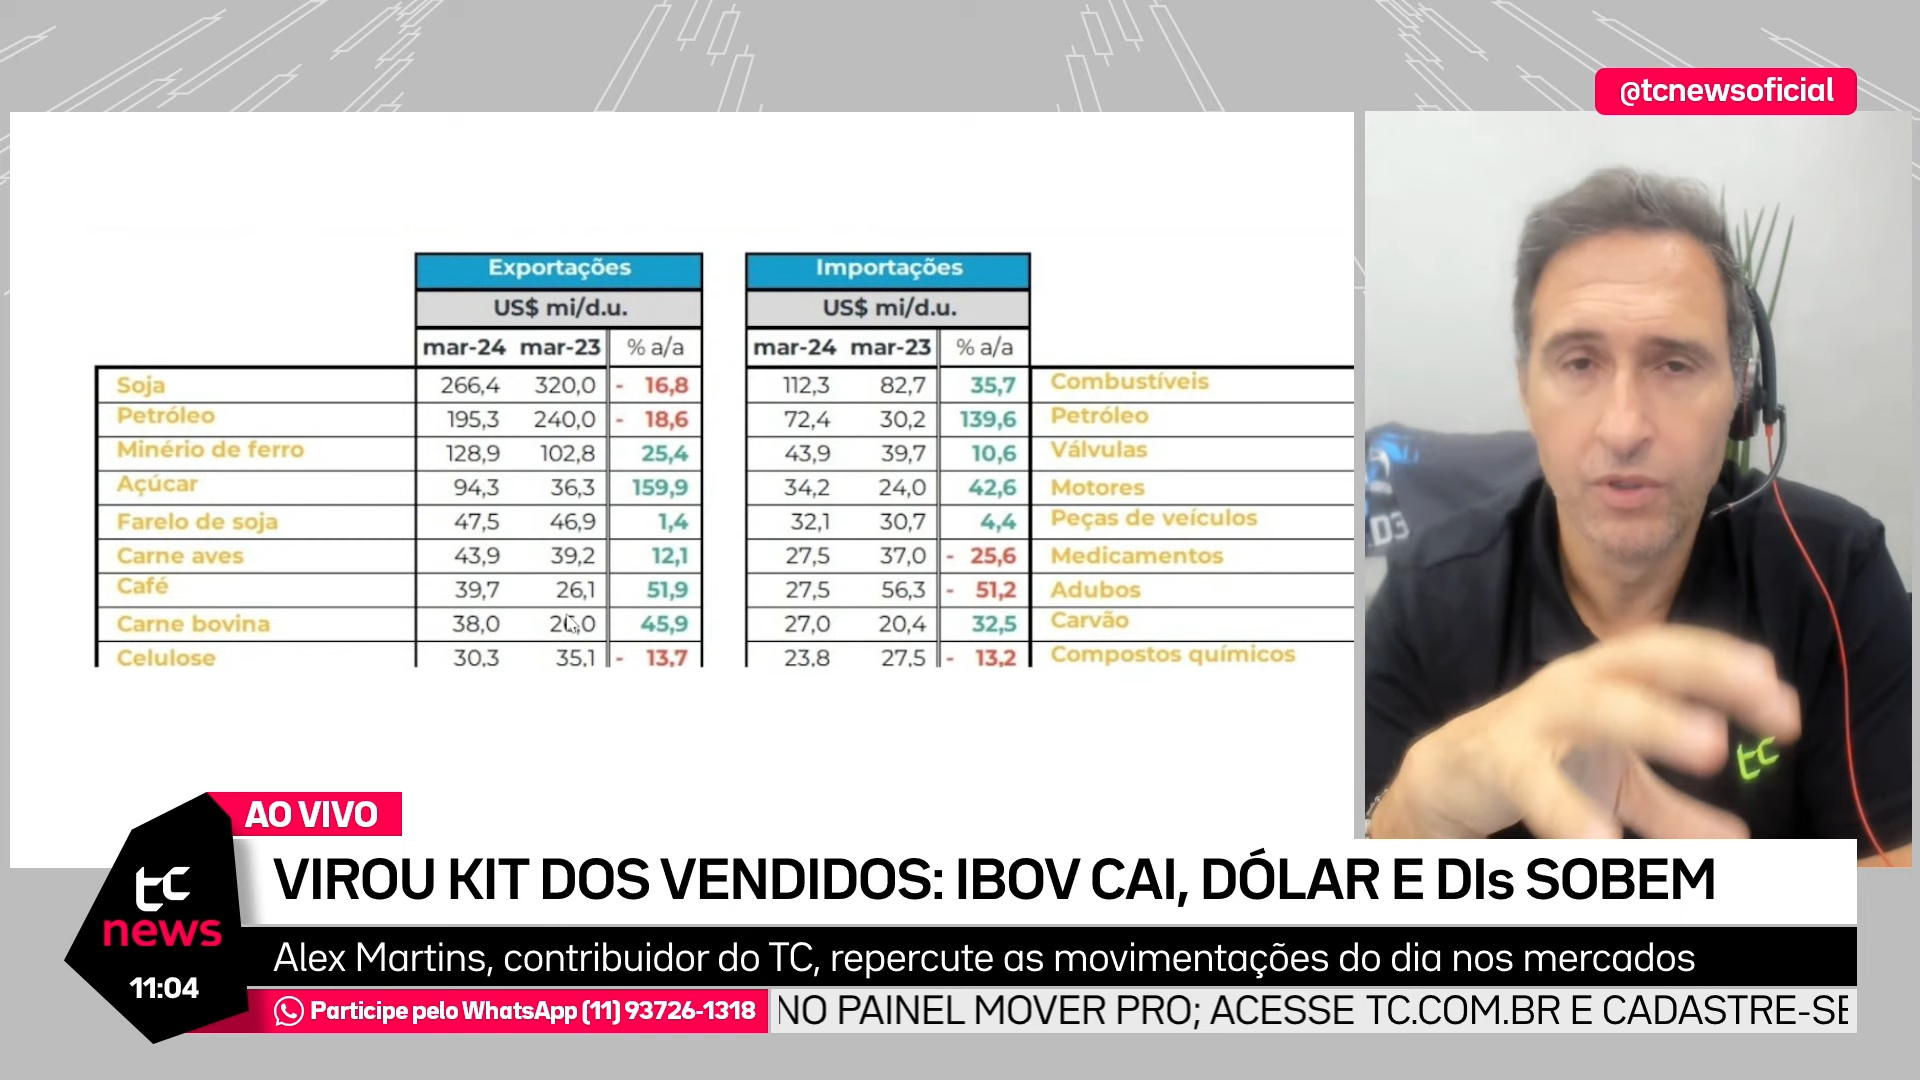 @tcnewsoficial
Exportações Importações
US$ mi/d.u. US$ mi/d.u.
mar-24 mar-23 % a/a mar-24 mar-23 % a/a
Soja 266,4 320,0 - 16,8 112,3 82,7 35,7 Combustíveis
Petróleo 195,3 240,0 - 18,6 72,4 30,2 139,6 Petróleo
Minério de ferro 128,9 102,8 25,4 43,9 39,7 10,6 Válvulas
Açúcar 94,3 36,3 159,9 34,2 24,0 42,6 Motores
Farelo de soja 47,5 46,9 1,4 32,1 30,7 4,4 Peças de veículos
Carne aves 43,9 39,2 12,1 27,5 37,0 - 25,6 Medicamentos
Café 39,7 26,1 51,9 27,5 56,3 - 51,2 Adubos
Carne bovina 38,0 45,9 27,0 20,4 32,5 Carvão
Celulose 30,3 35,1 - 13,7 23,8 27,5 - 13,2 Compostos químicos
D3
tc
AO VIVO
VIROU KIT DOS VENDIDOS: IBOV CAI, DÓLAR E DIs SOBEM
tc
news
11:04
Alex Martins, contribuidor do TC, repercute as movimentações do dia nos mercados
Participe pelo WhatsApp (11) 93726-1318
NO PAINEL MOVER PRO; ACESSE TC.COM.BR E CADASTRE-SE